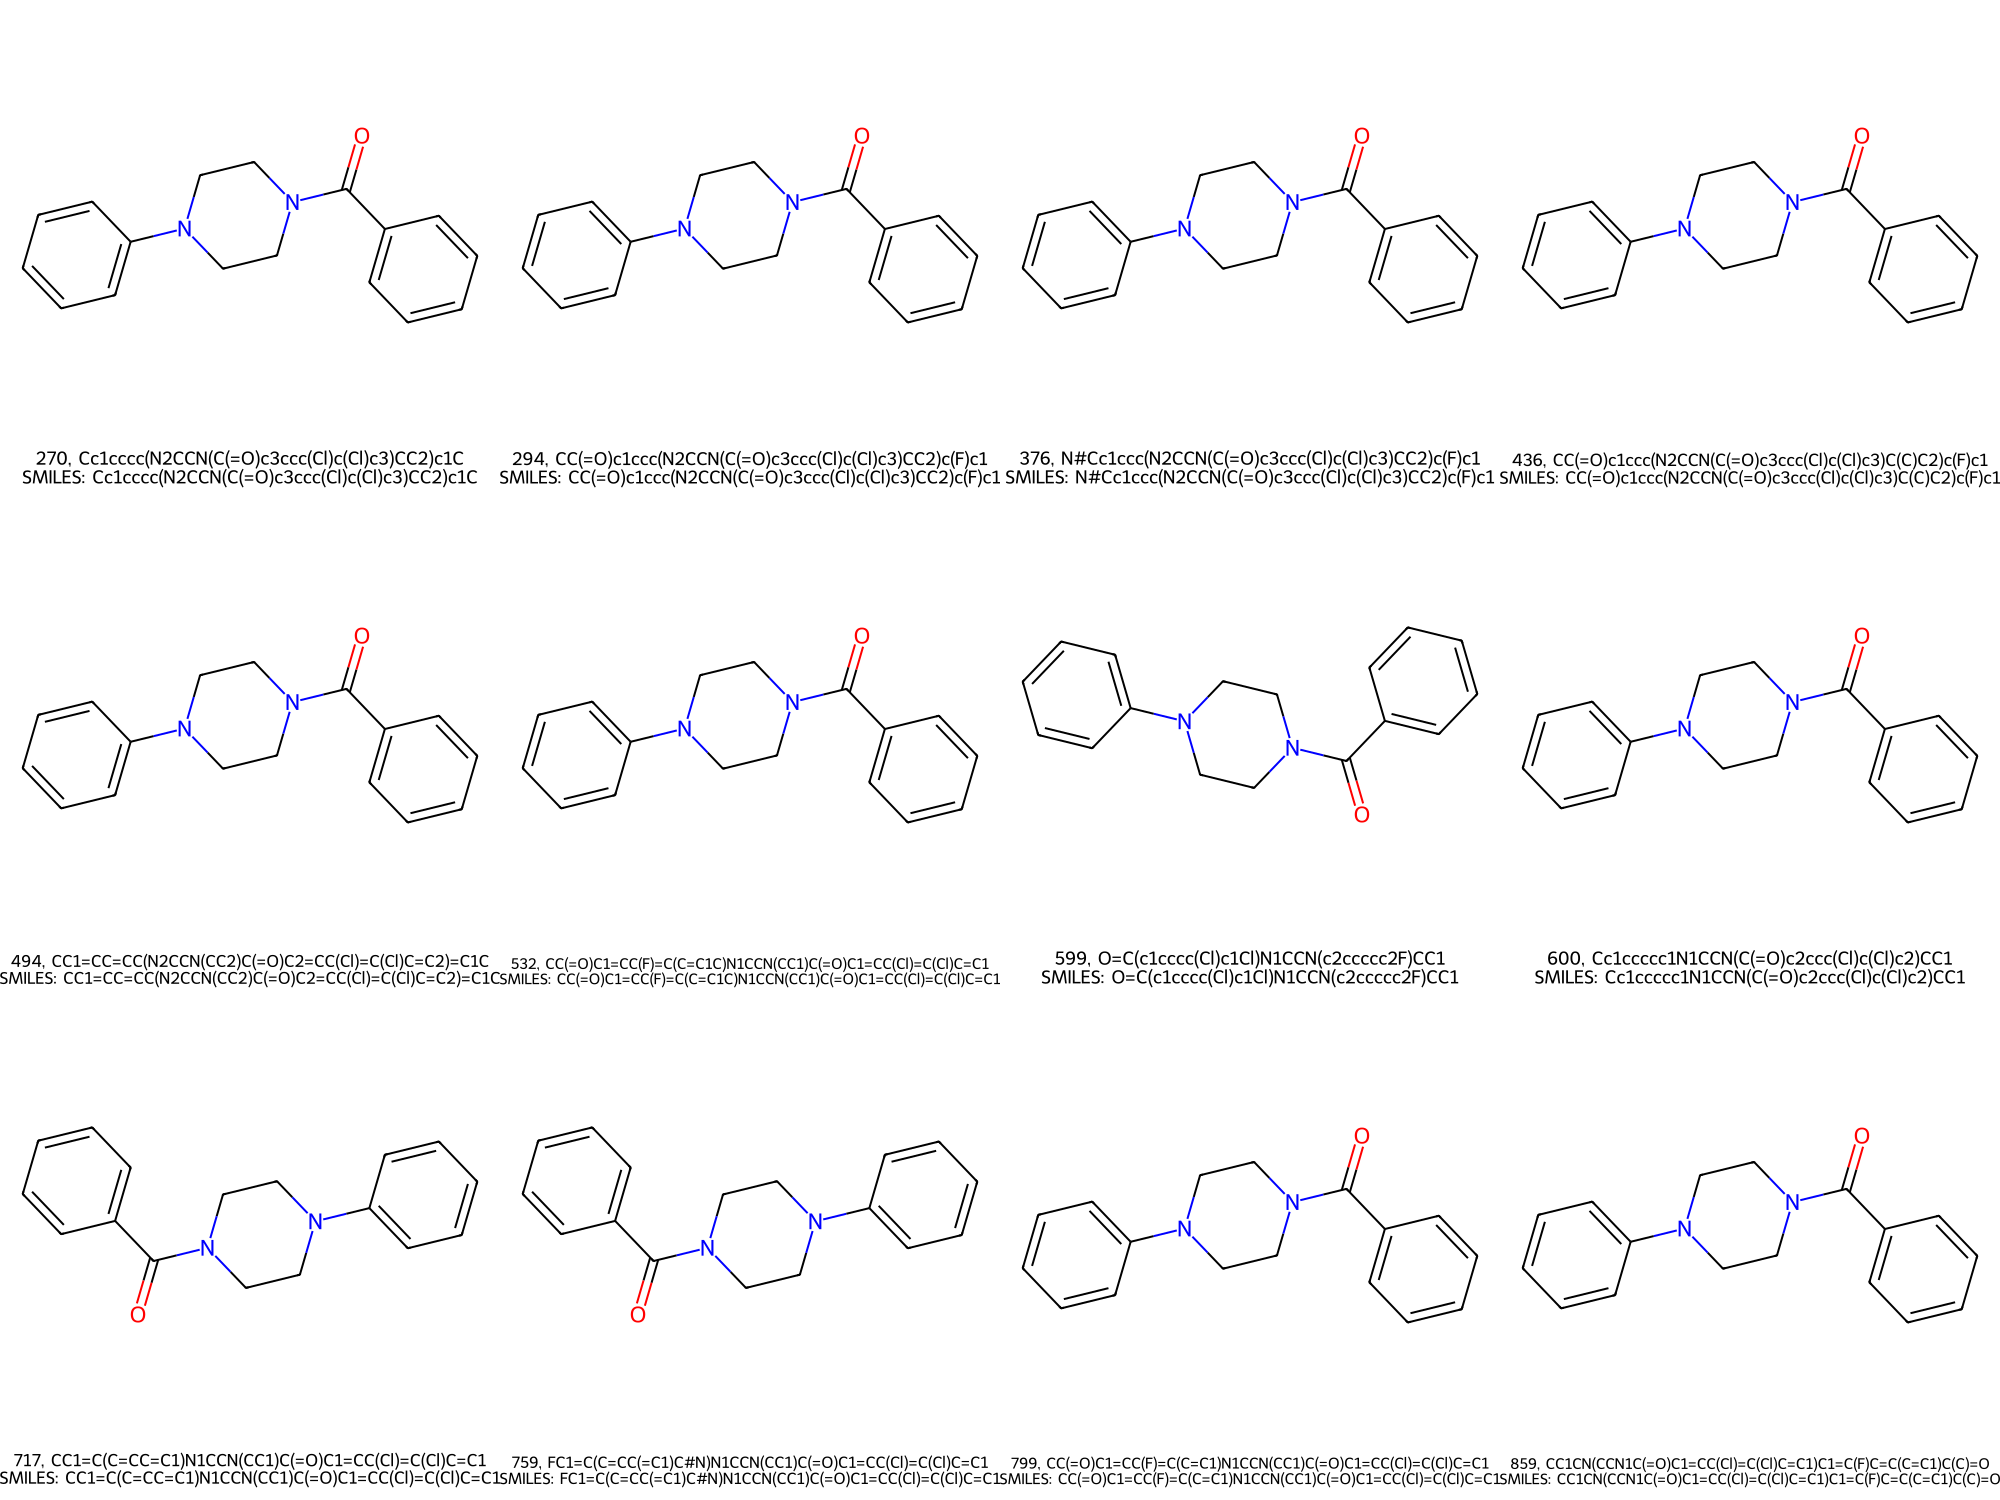 O
O
O
O
N
N
N
N
N
N
N
N
270, Cc1cccc(N2CCN(C(=O)c3ccc(Cl)c(Cl)c3)CC2)c1C
SMILES: Cc1cccc(N2CCN(C(=O)c3ccc(Cl)c(Cl)c3)CC2)c1C
294, CC(=O)c1ccc(N2CCN(C(=O)c3ccc(Cl)c(Cl)c3)CC2)c(F)c1
SMILES: CC(=O)c1ccc(N2CCN(C(=O)c3ccc(Cl)c(Cl)c3)CC2)c(F)c1
376, N#Cc1ccc(N2CCN(C(=O)c3ccc(Cl)c(Cl)c3)CC2)c(F)c1
SMILES: N#Cc1ccc(N2CCN(C(=O)c3ccc(Cl)c(Cl)c3)CC2)c(F)c1
436, CC(=O)c1ccc(N2CCN(C(=O)c3ccc(Cl)c(Cl)c3)C(C)C2)c(F)c1
SMILES: CC(=O)c1ccc(N2CCN(C(=O)c3ccc(Cl)c(Cl)c3)C(C)C2)c(F)c1
O
O
O
N
N
N
N
N
N
N
N
O
494, CC1=CC=CC(N2CCN(CC2)C(=O)C2=CC(Cl)=C(Cl)C=C2)=C1C
SMILES: CC1=CC=CC(N2CCN(CC2)C(=O)C2=CC(Cl)=C(Cl)C=C2)=C1C
532, CC(=O)C1=CC(F)=C(C=C1C)N1CCN(CC1)C(=O)C1=CC(Cl)=C(Cl)C=C1
SMILES: CC(=O)C1=CC(F)=C(C=C1C)N1CCN(CC1)C(=O)C1=CC(Cl)=C(Cl)C=C1
599, O=C(c1cccc(Cl)c1Cl)N1CCN(c2ccccc2F)CC1
SMILES: O=C(c1cccc(Cl)c1Cl)N1CCN(c2ccccc2F)CC1
600, Cc1ccccc1N1CCN(C(=O)c2ccc(Cl)c(Cl)c2)CC1
SMILES: Cc1ccccc1N1CCN(C(=O)c2ccc(Cl)c(Cl)c2)CC1
O
O
N
N
N
N
N
N
N
N
O
O
717, CC1=C(C=CC=C1)N1CCN(CC1)C(=O)C1=CC(Cl)=C(Cl)C=C1
SMILES: CC1=C(C=CC=C1)N1CCN(CC1)C(=O)C1=CC(Cl)=C(Cl)C=C1
759, FC1=C(C=CC(=C1)C#N)N1CCN(CC1)C(=O)C1=CC(Cl)=C(Cl)C=C1
SMILES: FC1=C(C=CC(=C1)C#N)N1CCN(CC1)C(=O)C1=CC(Cl)=C(Cl)C=C1
799, CC(=O)C1=CC(F)=C(C=C1)N1CCN(CC1)C(=O)C1=CC(Cl)=C(Cl)C=C1
SMILES: CC(=O)C1=CC(F)=C(C=C1)N1CCN(CC1)C(=O)C1=CC(Cl)=C(Cl)C=C1
859, CC1CN(CCN1C(=O)C1=CC(Cl)=C(Cl)C=C1)C1=C(F)C=C(C=C1)C(C)=O
SMILES: CC1CN(CCN1C(=O)C1=CC(Cl)=C(Cl)C=C1)C1=C(F)C=C(C=C1)C(C)=O